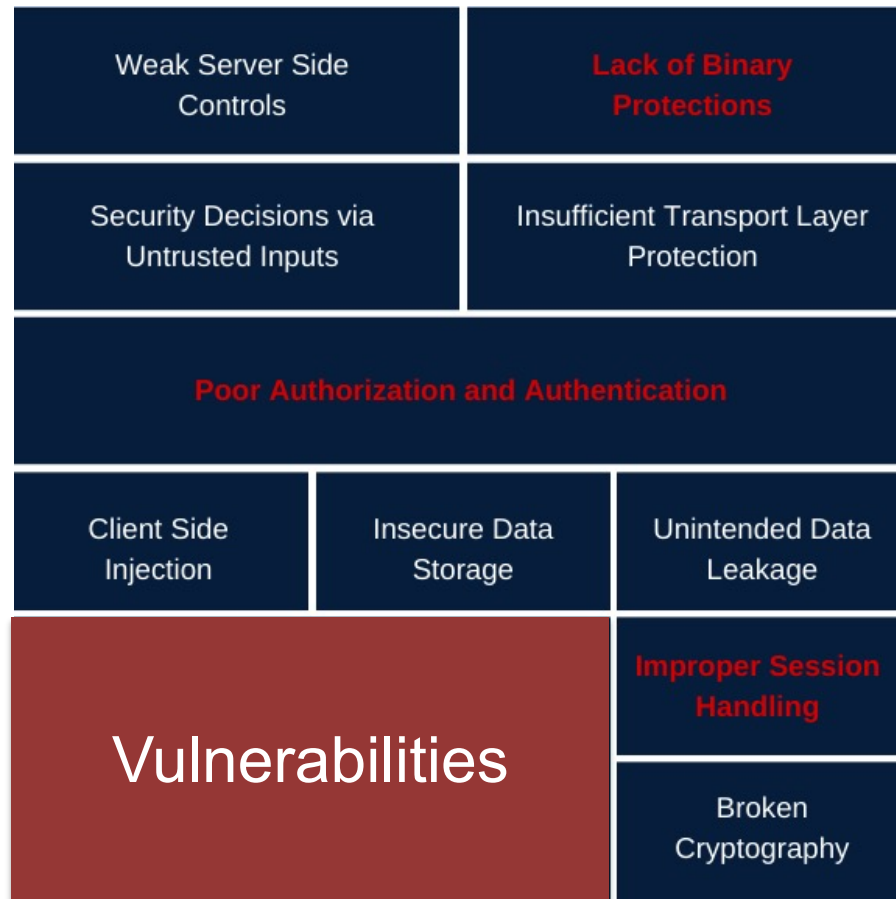 Weak Server Side
Controls
Lack of Binary
Protections
Security Decisions via
Untrusted Inputs
Insufficient Transport Layer
Protection
Poor Authorization and Authentication
Client Side
Injection
Insecure Data
Storage
Unintended Data
Leakage
Vulnerabilities
Improper Session
Handling
Broken
Cryptography